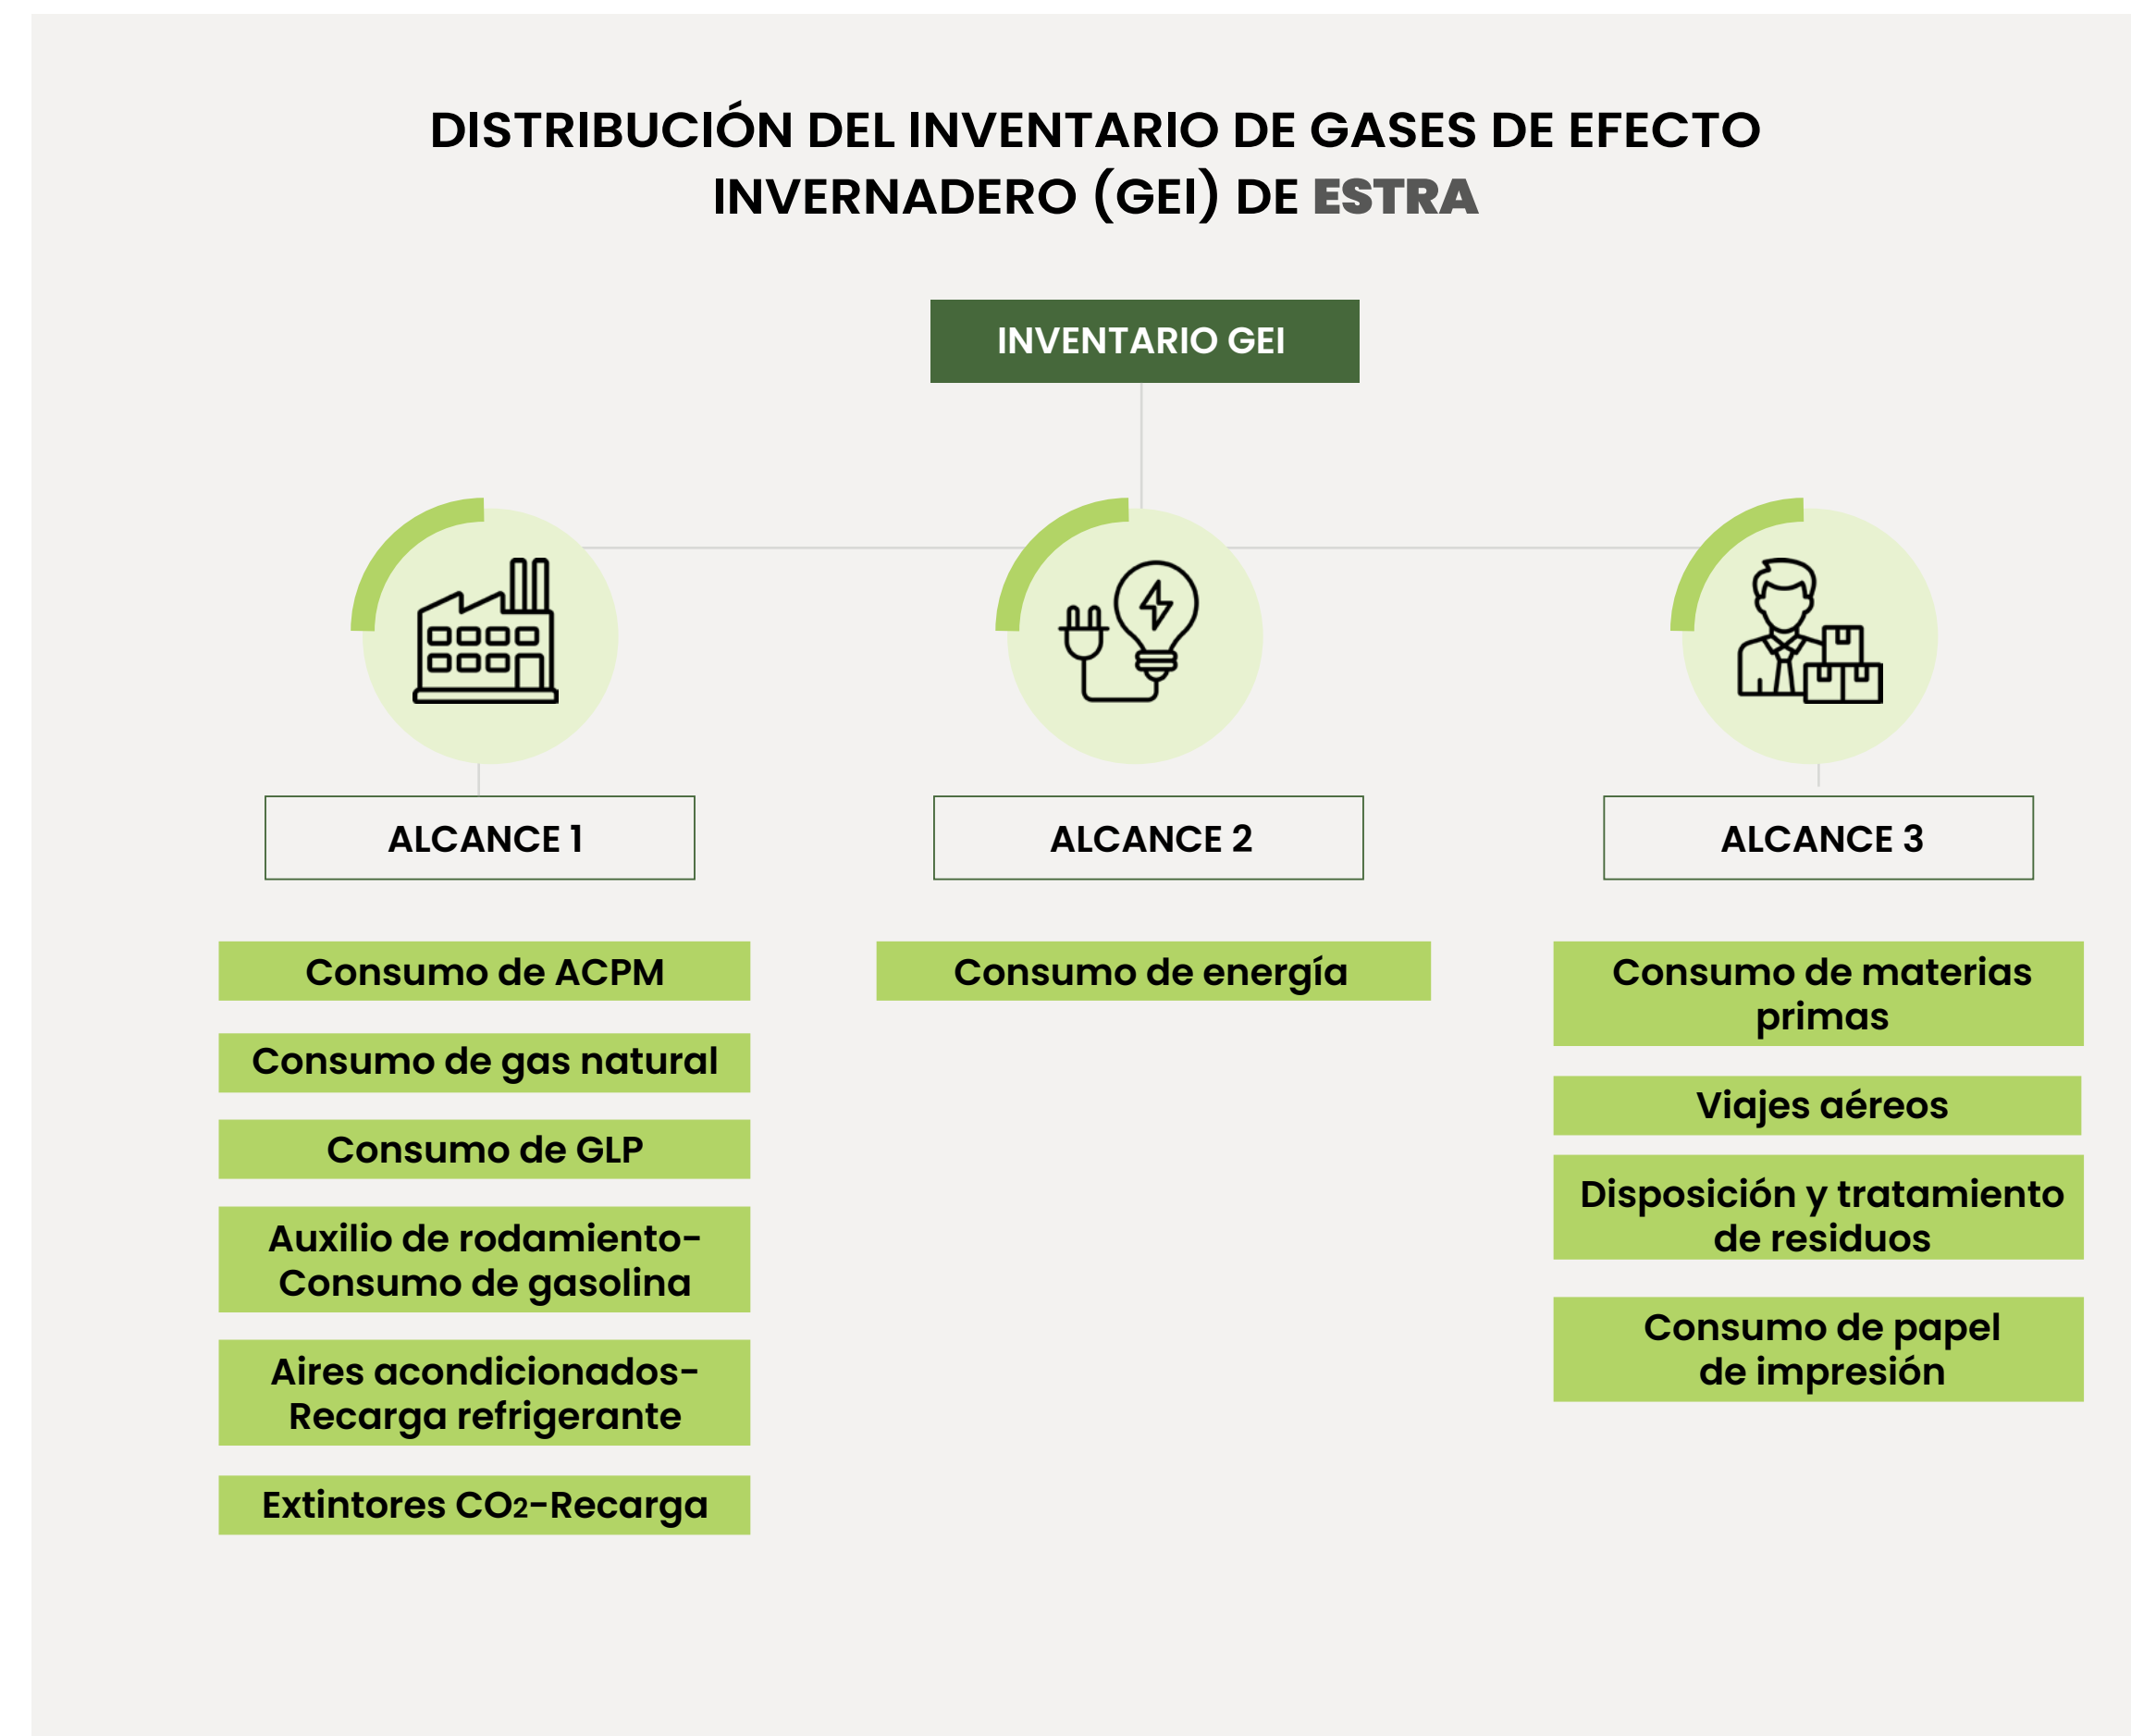 DISTRIBUCIÓN DEL INVENTARIO DE GASES DE EFECTO
INVERNADERO (GEI) DE ESTRA
INVENTARIO GEI
ALCANCE 1
Consumo de ACPM
Consumo de gas natural
Consumo de GLP
Auxilio de rodamiento-
Consumo de gasolina
Aires acondicionados-
Recarga refrigerante
Extintores CO2-Recarga
ALCANCE 2
Consumo de energía
ALCANCE 3
Consumo de materias
primas
Viajes aéreos
Disposición y tratamiento
de residuos
Consumo de papel
de impresión